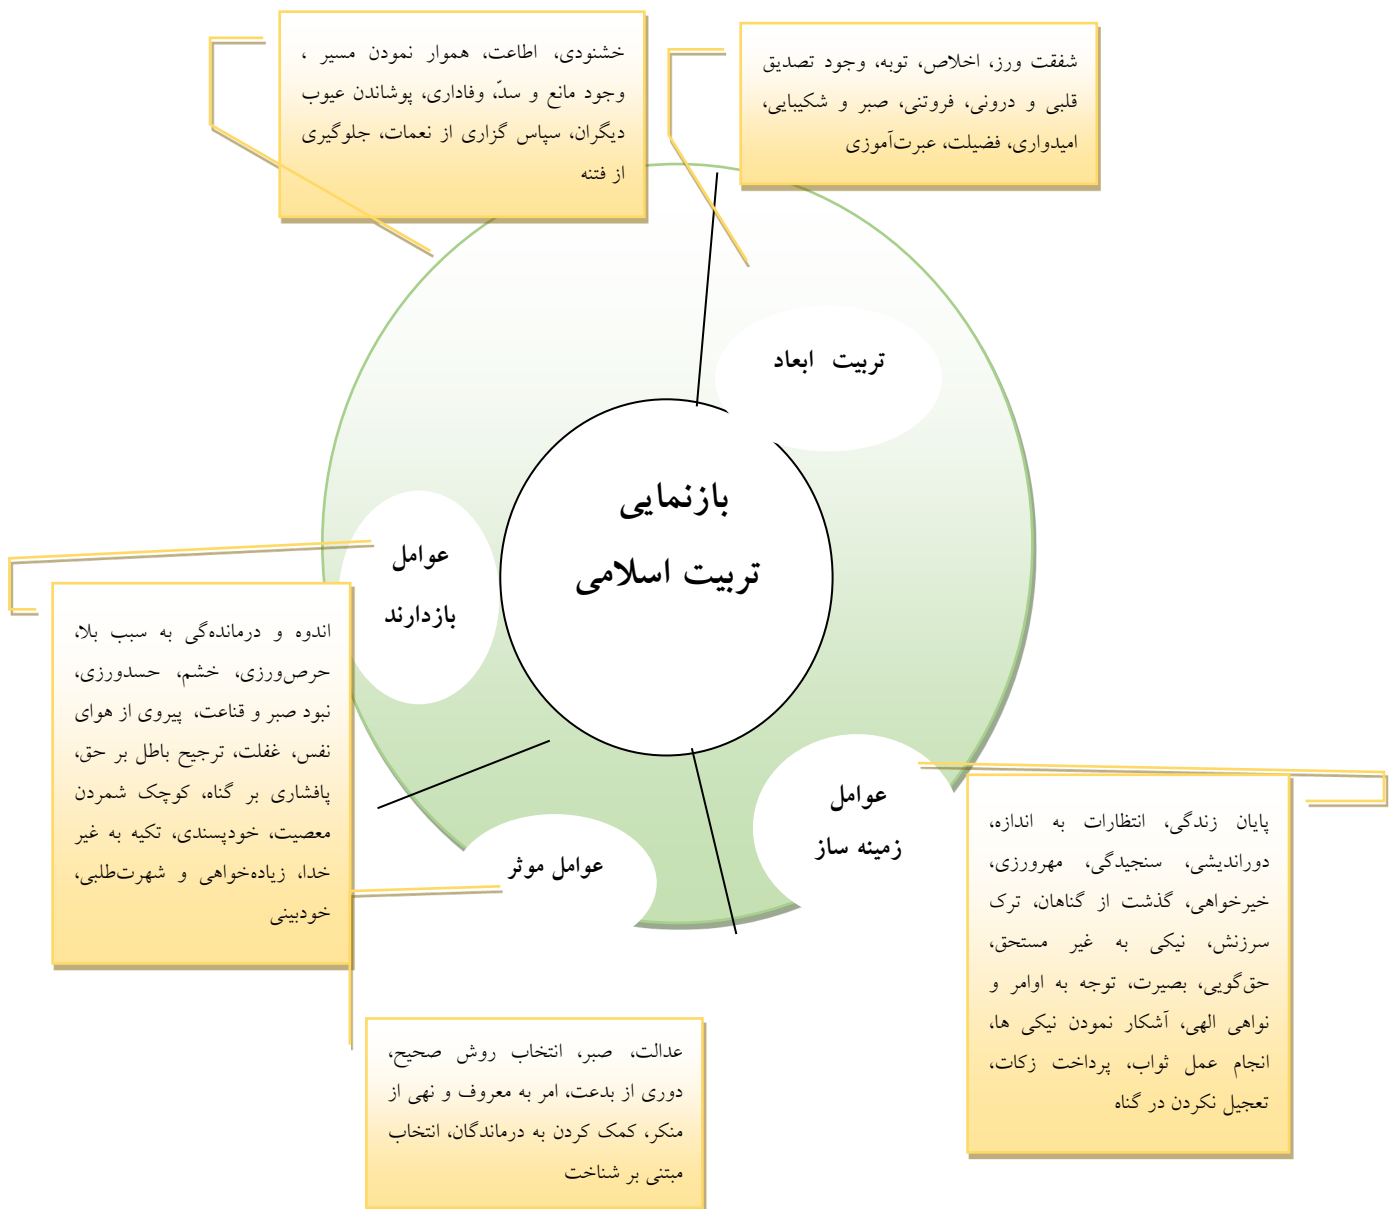 شفقت ورز، اخلاص، توبه، وجود تصدیق
قلبی و درونی، فروتنی، صبر و شکیبایی،
امیدواری، فضیلت، عبرت‌آموزی
خشنودی، اطاعت، هموار نمودن مسیر ،
وجود مانع و سدّ، وفاداری، پوشاندن عیوب
دیگران، سپاس گزاری از نعمات، جلوگیری
از فتنه
تربیت ابعاد
بازنمایی
تربیت اسلامی
عوامل
بازدارند
اندوه و درمانده‌گی به سبب بلا،
حرص‌ورزی، خشم، حسدورزی،
نبود صبر و قناعت، پیروی از هوای
نفس، غفلت، ترجیح باطل بر حق،
پافشاری بر گناه، کوچک شمردن
معصیت، خودپسندی، تکیه به غیر
خدا، زیاده‌خواهی و شهرت‌طلبی،
خودبینی
عوامل
زمینه ساز
پایان زندگی، انتظارات به اندازه،
دوراندیشی، سنجیدگی، مهرورزی،
خیرخواهی، گذشت از گناهان، ترک
سرزنش، نیکی به غیر مستحق،
حق‌گویی، بصیرت، توجه به اوامر و
نواهی الهی، آشکار نمودن نیکی ها،
انجام عمل ثواب، پرداخت زکات،
تعجیل نکردن در گناه
عوامل موثر
عدالت، صبر، انتخاب روش صحیح،
دوری از بدعت، امر به معروف و نهی از
منکر، کمک کردن به درماندگان، انتخاب
مبتنی بر شناخت